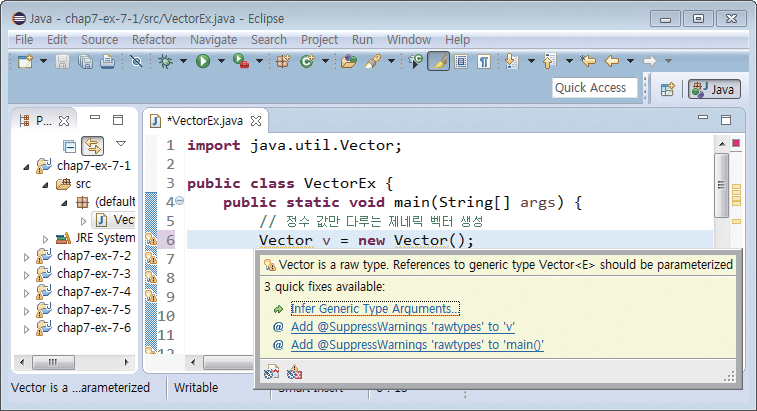 Java - chap7-ex-7-1/src/VectorEx.java - Eclipse
File Edit Source Refactor Navigate Search Project Run Window Help
Quick Access
Java
P...
*VectorEx.java
chap7-ex-7-1
src
(default
Vect
JRE System
chap7-ex-7-2
chap7-ex-7-3
chap7-ex-7-4
chap7-ex-7-5
chap7-ex-7-6
1 import java.util.Vector;
2
3 public class VectorEx {
4 public static void main(String[] args) {
5 // 정수 값만 다루는 제네릭 벡터 생성
6 Vector v = new Vector();
7
8
9
10
11
12
Vector is a raw type. References to generic type Vector<E> should be parameterized
3 quick fixes available:
Infer Generic Type Arguments...
@ Add @SuppressWarnings 'rawtypes' to 'v'
@ Add @SuppressWarnings 'rawtypes' to 'main()'
Vector is a ...arameterized
Writable